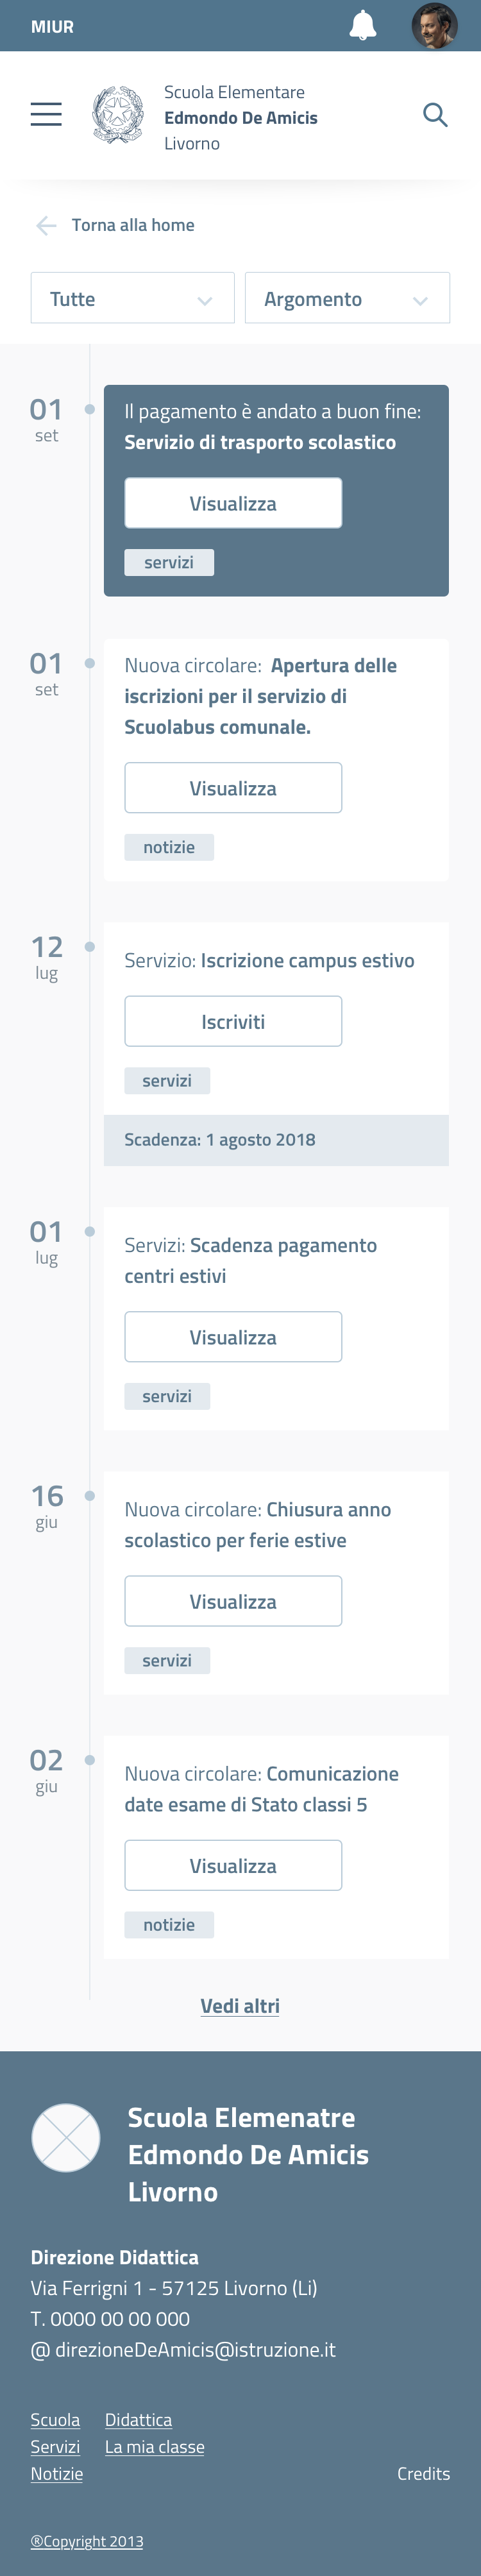 MIUR
Scuola Elementare
Edmondo De Amicis
Livorno
Torna alla home
Tutte
Argomento
01
set
Il pagamento è andato a buon fine:
Servizio di trasporto scolastico
Visualizza
servizi
01
set
Nuova circolare: Apertura delle
iscrizioni per il servizio di
Scuolabus comunale.
Visualizza
notizie
12
lug
Servizio: Iscrizione campus estivo
Iscriviti
servizi
Scadenza: 1 agosto 2018
01
lug
Servizi: Scadenza pagamento
centri estivi
Visualizza
servizi
16
giu
Nuova circolare: Chiusura anno
scolastico per ferie estive
Visualizza
servizi
02
giu
Nuova circolare: Comunicazione
date esame di Stato classi 5
Visualizza
notizie
Vedi altri
Scuola Elemenatre
Edmondo De Amicis
Livorno
Direzione Didattica
Via Ferrigni 1 - 57125 Livorno (Li)
T. 0000 00 00 000
@ direzioneDeAmicis@istruzione.it
Scuola Didattica
Servizi La mia classe
Notizie Credits
®Copyright 2013